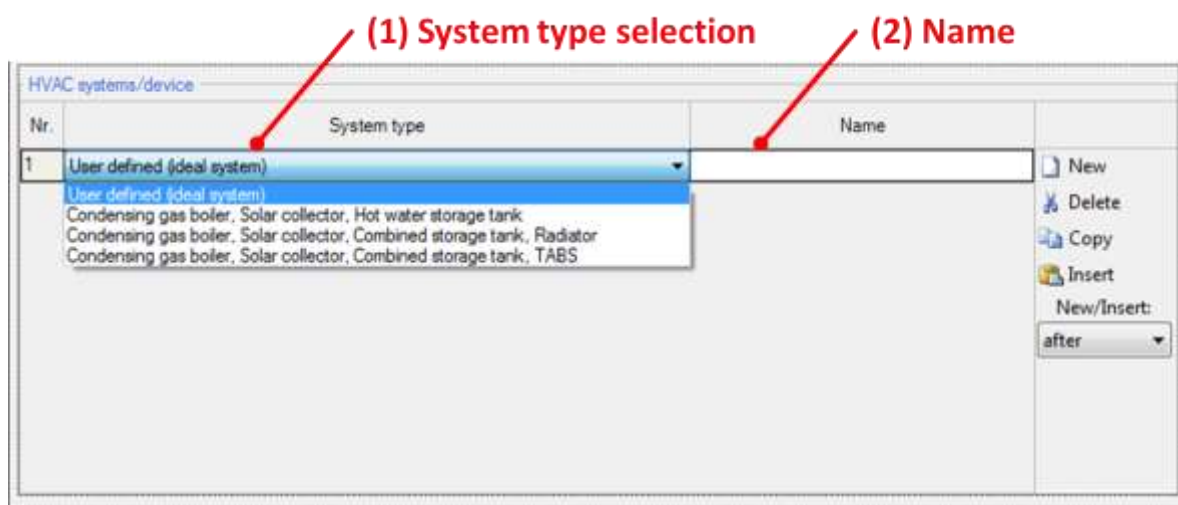 (1) System type selection
(2) Name
HVAC systems/device
Nr.
System type
Name
1
User defined (ideal system)
New
User defined (ideal system)
Condensing gas boiler, Solar collector, Hot water storage tank
Delete
Condensing gas boiler, Solar collector, Combined storage tank, Radiator
Copy
Condensing gas boiler, Solar collector, Combined storage tank, TABS
Insert
New/Insert:
after